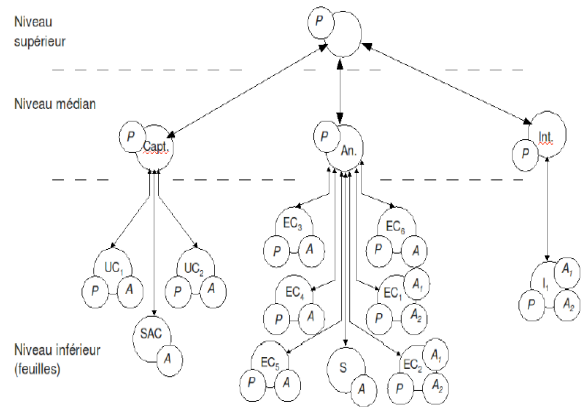 Niveau
supérieur
P
Niveau médian
P
Capt.
P
An.
Int.
P
EC3
P
A
EC6
P
A
UC1
P
A
UC2
P
A
EC4
P
A
EC1
A1
P
A2
I1
A1
P
A2
SAC
A
Niveau inférieur
(feuilles)
EC5
P
A
S
A
EC2
A1
P
A2